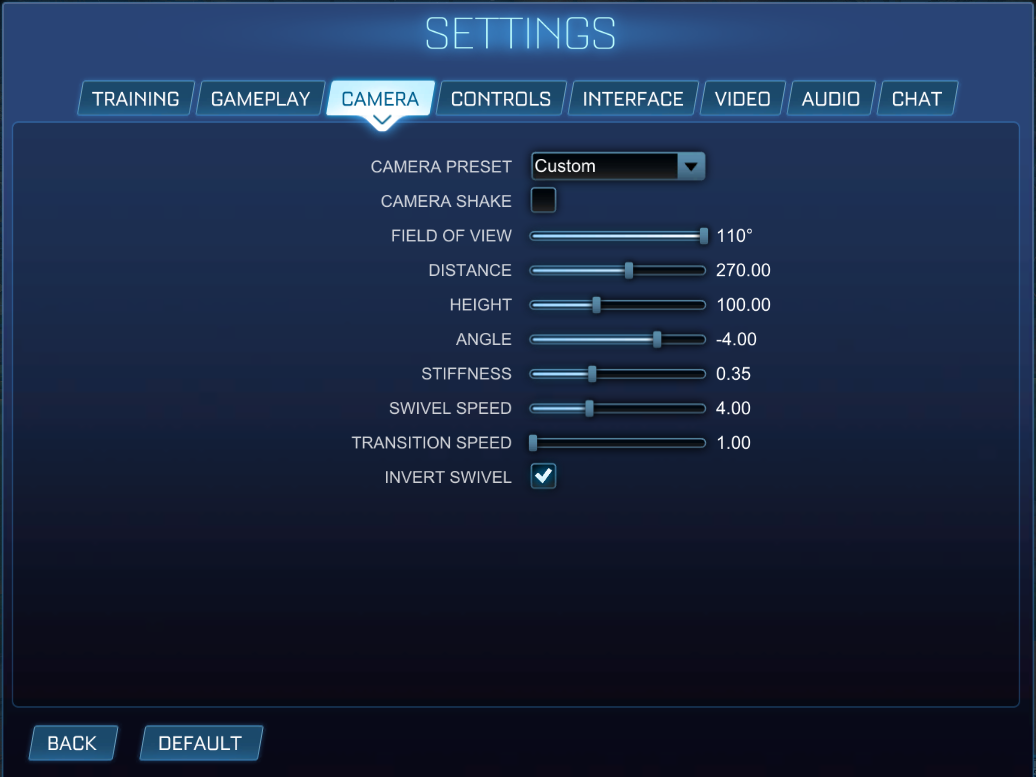 SETTINGS
TRAINING GAMEPLAY CAMERA CONTROLS INTERFACE VIDEO AUDIO CHAT
CAMERA PRESET Custom
CAMERA SHAKE
FIELD OF VIEW 110°
DISTANCE 270.00
HEIGHT 100.00
ANGLE -4.00
STIFFNESS 0.35
SWIVEL SPEED 4.00
TRANSITION SPEED 1.00
INVERT SWIVEL
BACK DEFAULT